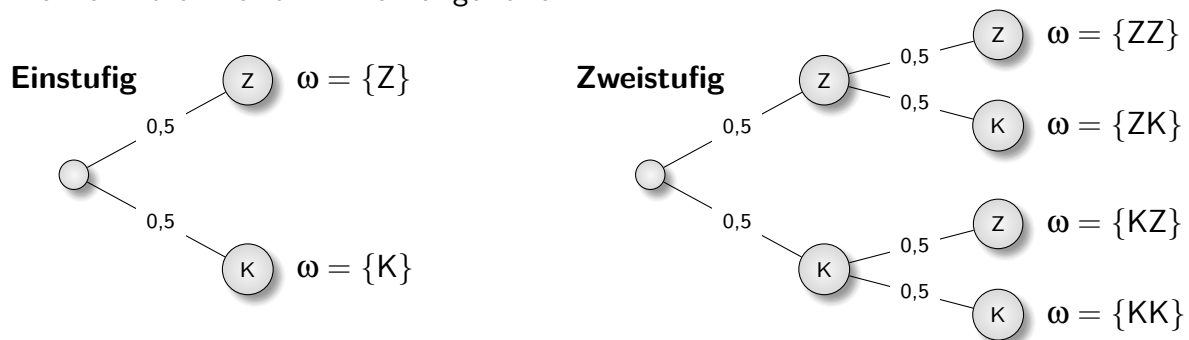 Einstufig
Z ω = {Z}
0,5
0,5
K ω = {K}
Zweistufig
Z ω = {ZZ}
0,5
Z
0,5
K ω = {ZK}
0,5
0,5
Z ω = {KZ}
0,5
K
0,5
K ω = {KK}